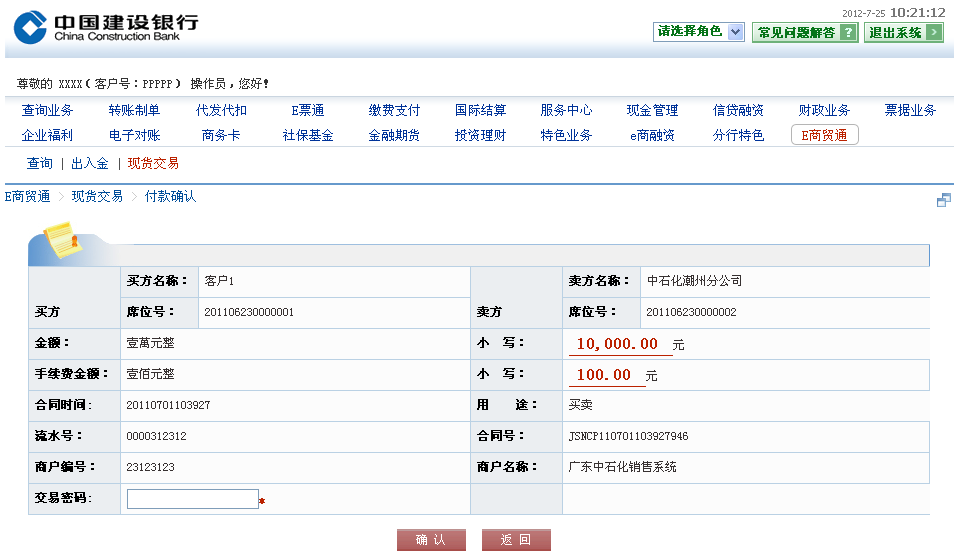 中国建设银行
China Construction Bank
2012-7-25 10:21:12
请选择角色 常见问题解答 ? 退出系统
尊敬的 XXXX(客户号:PPPPP) 操作员,您好!
查询业务 转账制单 代发代扣 E票通 缴费支付 国际结算 服务中心 现金管理 信贷融资 财政业务 票据业务
企业福利 电子对账 商务卡 社保基金 金融期货 投资理财 特色业务 e商融资 分行特色 E商贸通
查询 | 出入金 | 现货交易
E商贸通 > 现货交易 > 付款确认
买方 买方名称: 客户1 卖方 卖方名称: 中石化潮州分公司
席位号: 201106230000001 席位号: 201106230000002
金额: 壹萬元整 小 写: 10,000.00 元
手续费金额: 壹佰元整 小 写: 100.00 元
合同时间: 20110701103927 用 途: 买卖
流水号: 0000312312 合同号: JSNCP110701103927946
商户编号: 23123123 商户名称: 广东中石化销售系统
交易密码: *
确 认 返 回